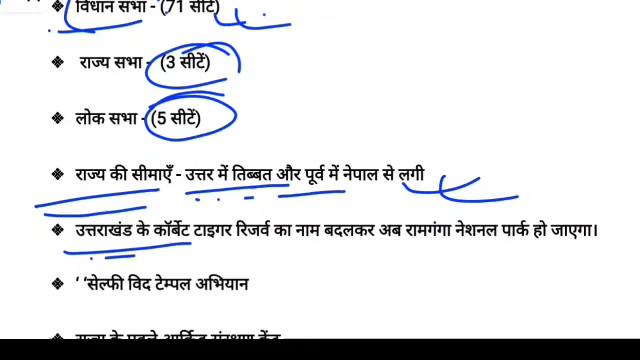 ❖ विधान सभा - (71 सीटें)
❖ राज्य सभा - (3 सीटें)
❖ लोक सभा - (5 सीटें)
❖ राज्य की सीमाएँ - उत्तर में तिब्बत और पूर्व में नेपाल से लगी
❖ उत्तराखंड के कॉर्बेट टाइगर रिजर्व का नाम बदलकर अब रामगंगा नेशनल पार्क हो जाएगा।
❖ ‘ ‘सेल्फी विद टेम्पल अभियान